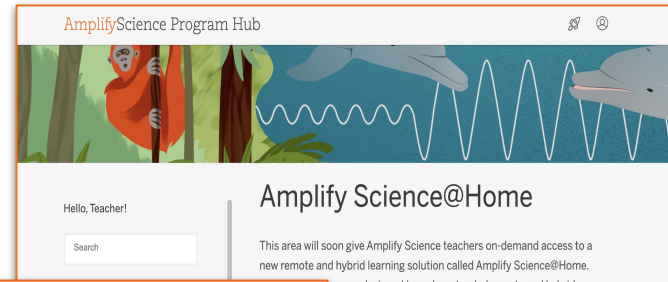 AmplifyScience Program Hub
Hello, Teacher!
Search
Amplify Science@Home
This area will soon give Amplify Science teachers on-demand access to a
new remote and hybrid learning solution called Amplify Science@Home.